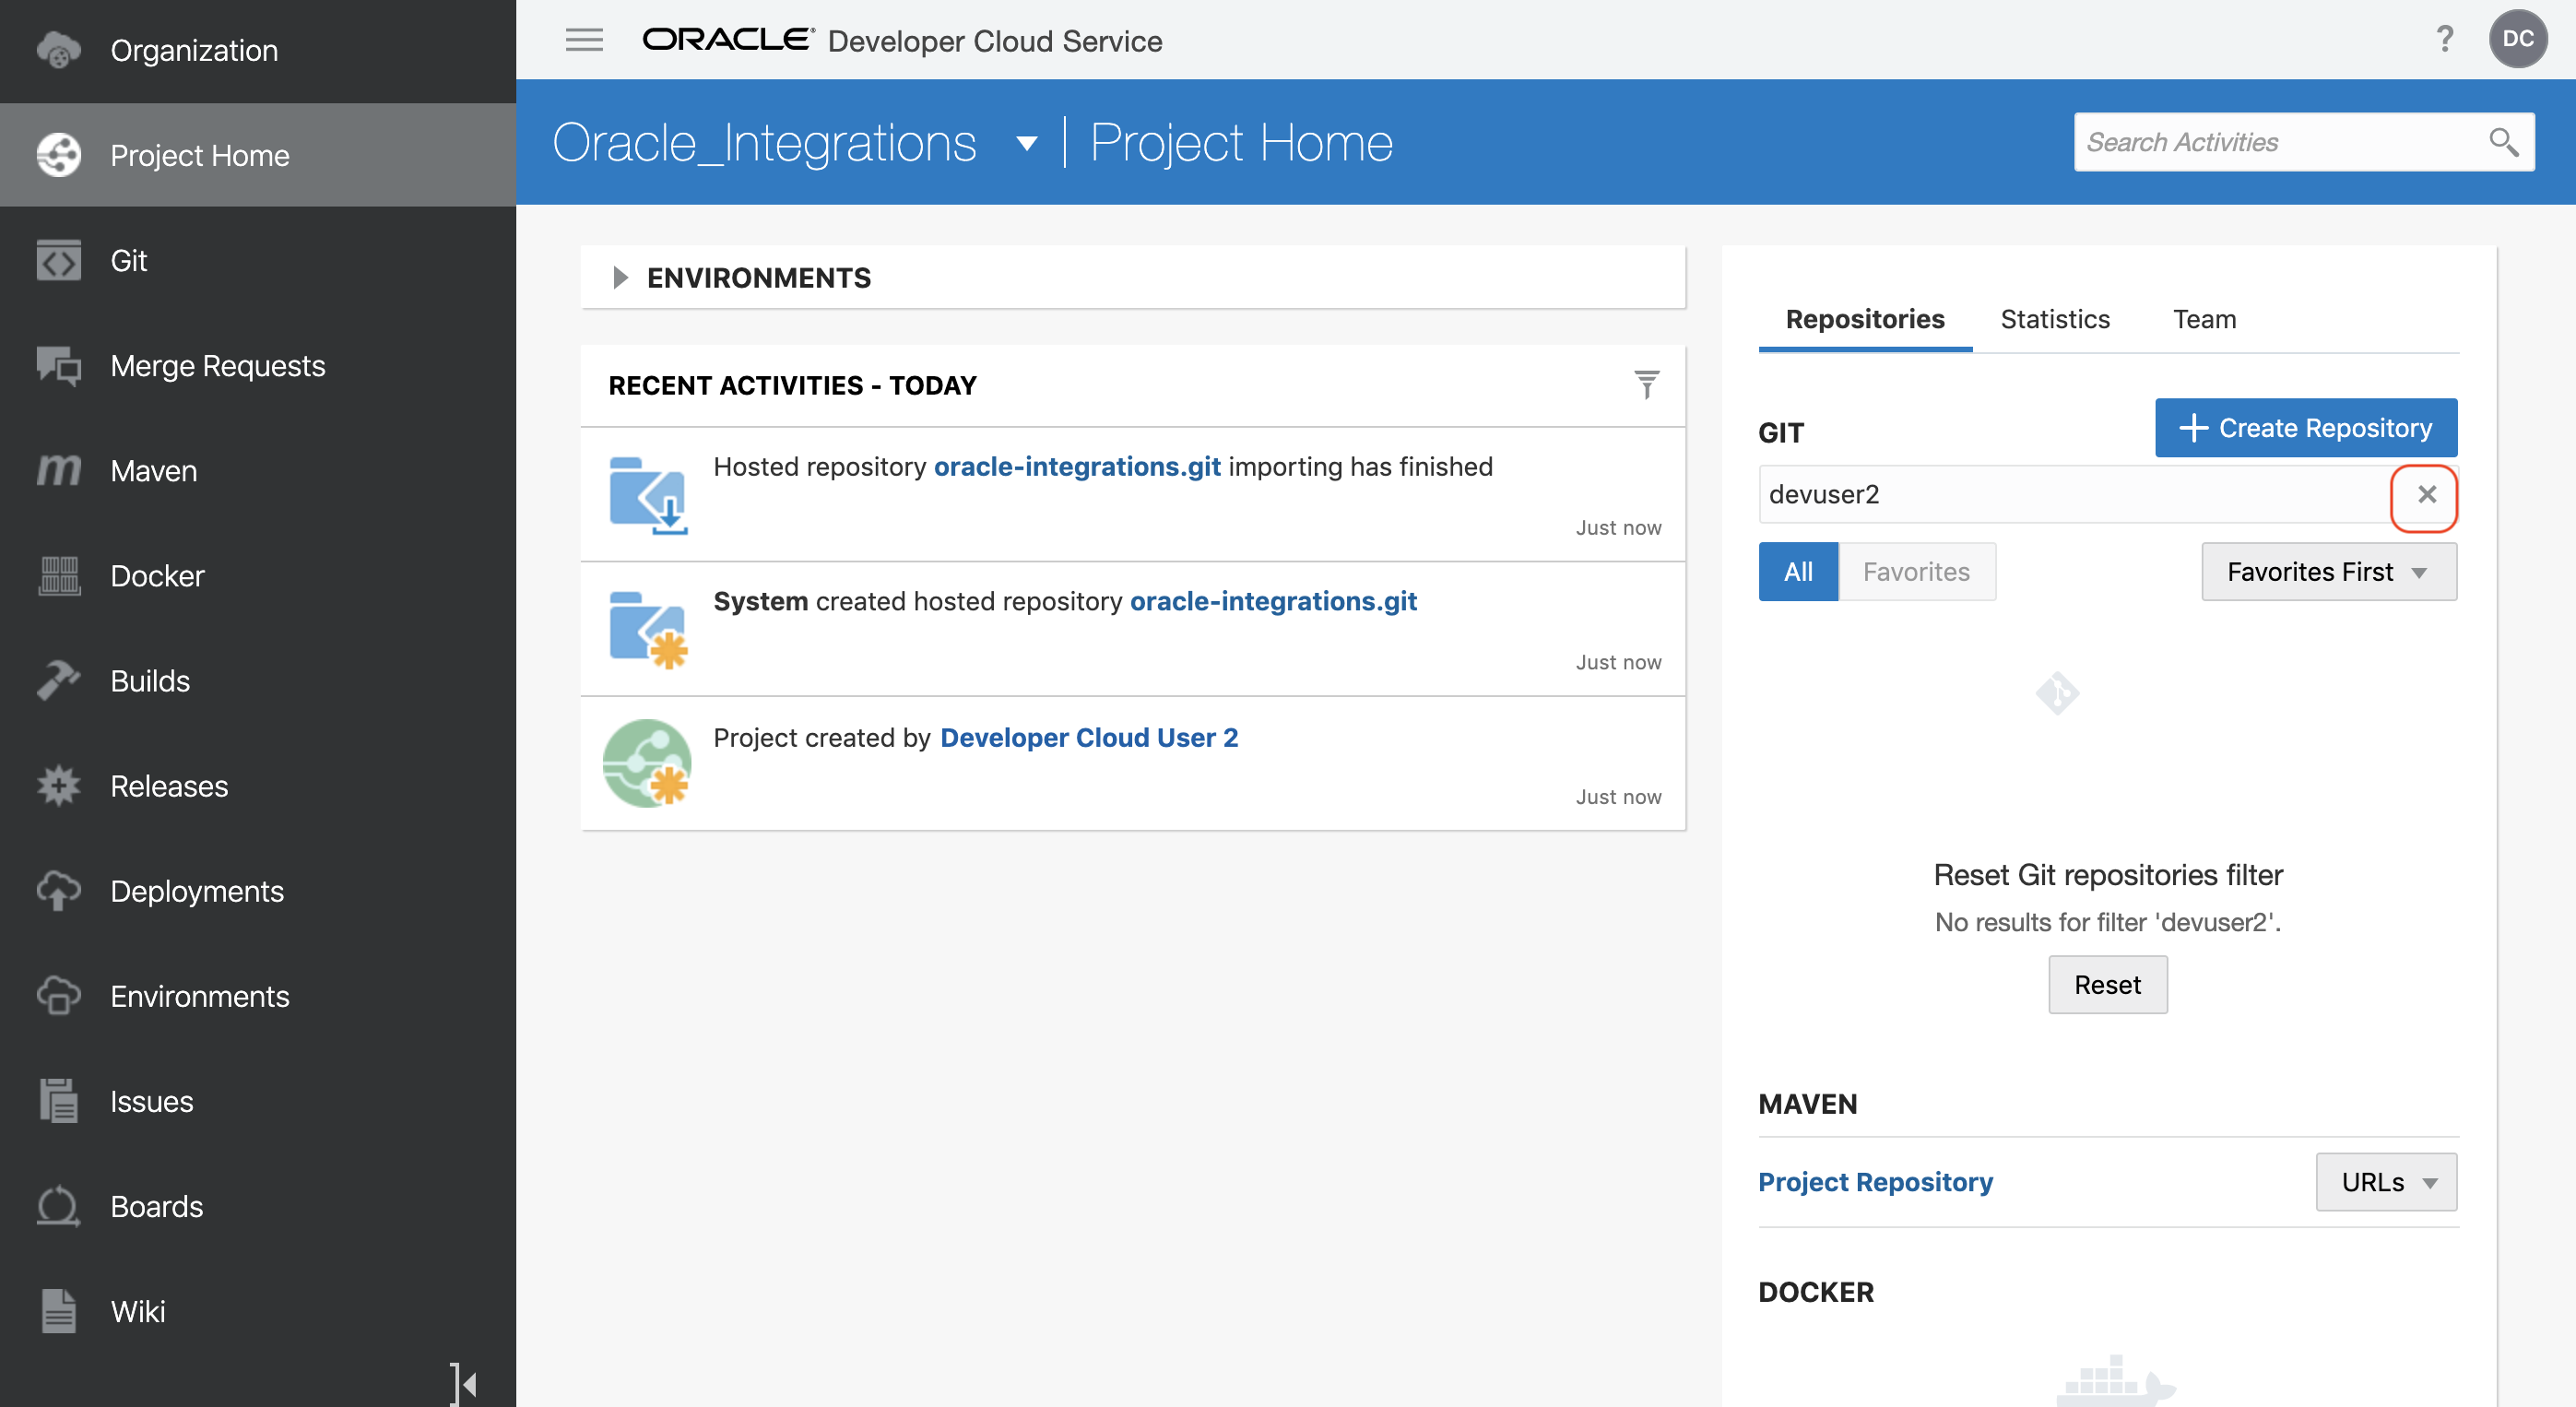 Organization
Project Home
Git
Merge Requests
Maven
Docker
Builds
Releases
Deployments
Environments
Issues
Boards
Wiki
ORACLE® Developer Cloud Service
?
DC
Oracle_Integrations | Project Home
Search Activities
ENVIRONMENTS
RECENT ACTIVITIES - TODAY
Hosted repository oracle-integrations.git importing has finished
Just now
System created hosted repository oracle-integrations.git
Just now
Project created by Developer Cloud User 2
Just now
Repositories Statistics Team
GIT
Create Repository
devuser2
All Favorites
Favorites First
Reset Git repositories filter
No results for filter 'devuser2'.
Reset
MAVEN
Project Repository
URLs
DOCKER